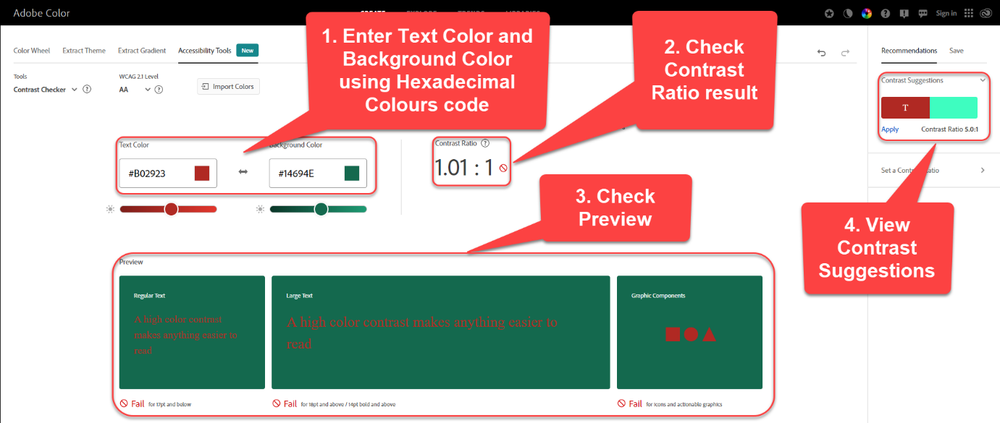 Adobe Color
CREATE EXPLORE TRENDS LIBRARIES
Sign in
Color Wheel Extract Theme Extract Gradient Accessibility Tools New
Tools
Contrast Checker
WCAG 2.1 Level
AA
Import Colors
1. Enter Text Color and
Background Color
using Hexadecimal
Colours code
2. Check
Contrast
Ratio result
Recommendations Save
Contrast Suggestions
T
Apply Contrast Ratio 5.0:1
Text Color
#B02923
Background Color
#14694E
Contrast Ratio
1.01 : 1
3. Check
Preview
4. View
Contrast
Suggestions
Preview
Regular Text
A high color contrast
makes anything easier to
read
Fail for 17pt and below
Large Text
A high color contrast makes anything easier to
read
Fail for 18pt and above / 14pt bold and above
Graphic Components
Fail for icons and actionable graphics